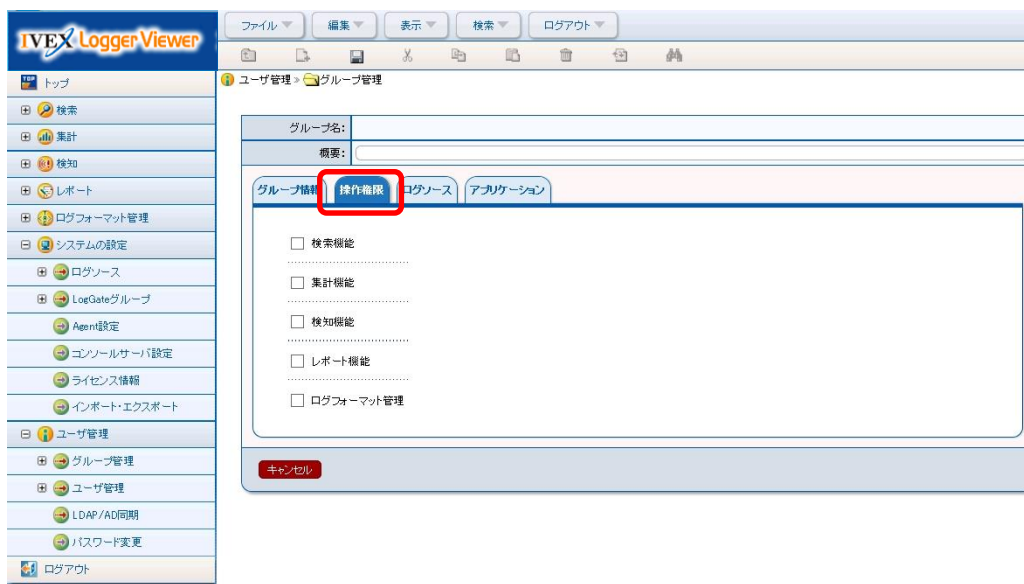 IVEX Logger Viewer
ファイル 編集 表示 検索 ログアウト
ユーザ管理 » グループ管理
TOP トップ
検索
集計
検知
レポート
ログフォーマット管理
システムの設定
ログソース
LogGateグループ
Agent設定
コンソールサーバ設定
ライセンス情報
インポート・エクスポート
ユーザ管理
グループ管理
ユーザ管理
LDAP/AD同期
パスワード変更
ログアウト
グループ名:
概要:
グループ情報 操作権限 ログソース アプリケーション
検索機能
集計機能
検知機能
レポート機能
ログフォーマット管理
キャンセル